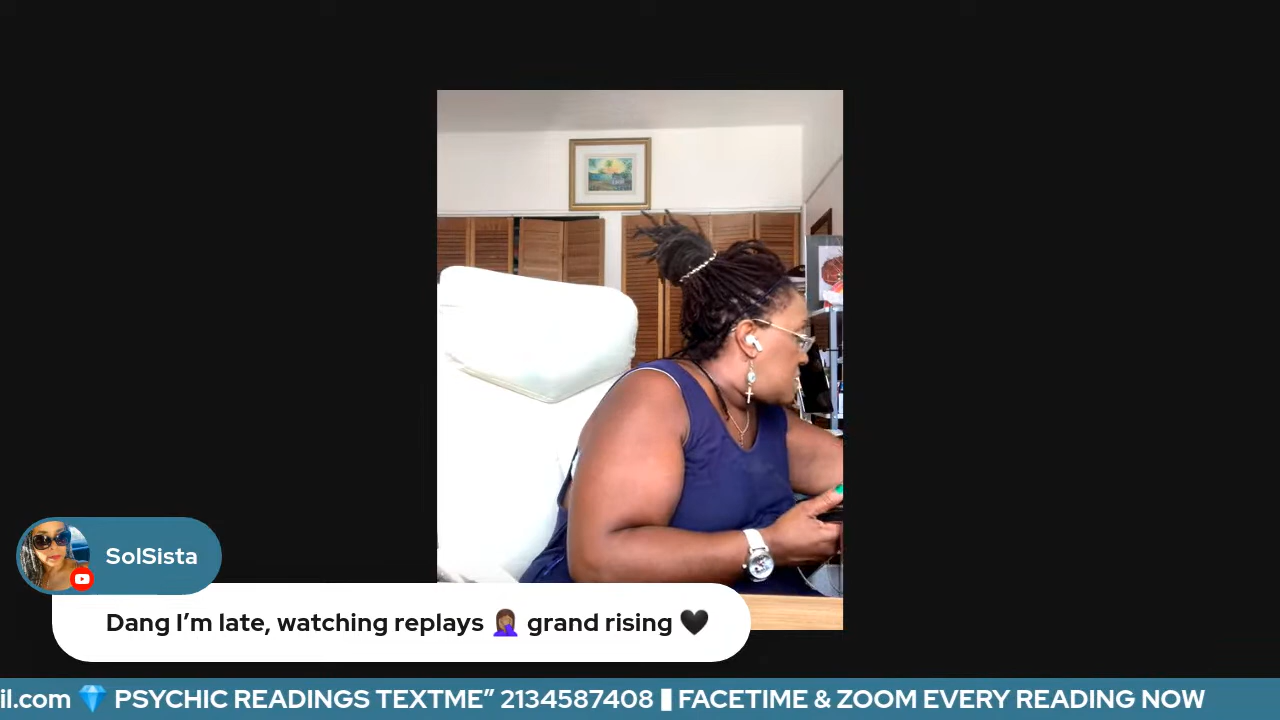 SolSista
Dang I’m late, watching replays 🤦🏾‍♀️ grand rising 🖤
il.com 💎 PSYCHIC READINGS TEXTME” 2134587408 ▮ FACETIME & ZOOM EVERY READING NOW